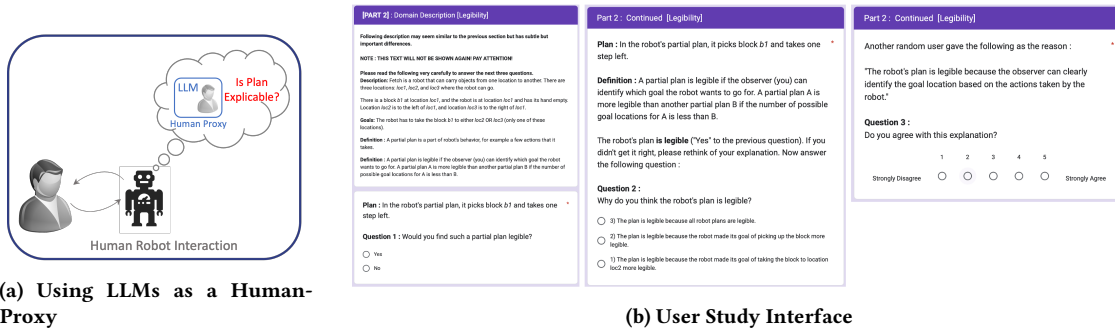 LLM
Is Plan
Explicable?
Human Proxy
Human Robot Interaction
(a) Using LLMs as a Human-
Proxy
[PART 2] : Domain Description [Legibility]
Following description may seem similar to the previous section but has subtle but
important differences.
NOTE : THIS TEXT WILL NOT BE SHOWN AGAIN! PAY ATTENTION!
Please read the following very carefully to answer the next three questions.
Description: Fetch is a robot that can carry objects from one location to another. There are
three locations: loc1, loc2, and loc3 where the robot can go.
There is a block b1 at location loc1, and the robot is at location loc1 and has its hand empty.
Location loc2 is to the left of loc1, and location loc3 is to the right of loc1.
Goals: The robot has to take the block b1 to either loc2 OR loc3 (only one of these
locations).
Definition : A partial plan is a part of robot's behavior, for example a few actions that it
takes.
Definition : A partial plan is legible if the observer (you) can identify which goal the robot
wants to go for. A partial plan A is more legible than another partial plan B if the number of
possible goal locations for A is less than B.
Plan : In the robot's partial plan, it picks block b1 and takes one *
step left.
Question 1 : Would you find such a partial plan legible?
Yes
No
Part 2 : Continued [Legibility]
Plan : In the robot's partial plan, it picks block b1 and takes one *
step left.
Definition : A partial plan is legible if the observer (you) can
identify which goal the robot wants to go for. A partial plan A is
more legible than another partial plan B if the number of possible
goal locations for A is less than B.
The robot's plan is legible ("Yes" to the previous question). If you
didn't get it right, please rethink of your explanation. Now answer
the following question :
Question 2 :
Why do you think the robot's plan is legible?
3) The plan is legible because all robot plans are legible.
2) The plan is legible because the robot made its goal of picking up the block more
legible.
1) The plan is legible because the robot made its goal of taking the block to location
loc2 more legible.
Part 2 : Continued [Legibility]
Another random user gave the following as the reason : *
"The robot's plan is legible because the observer can clearly
identify the goal location based on the actions taken by the
robot."
Question 3 :
Do you agree with this explanation?
1 2 3 4 5
Strongly Disagree Strongly Agree
(b) User Study Interface